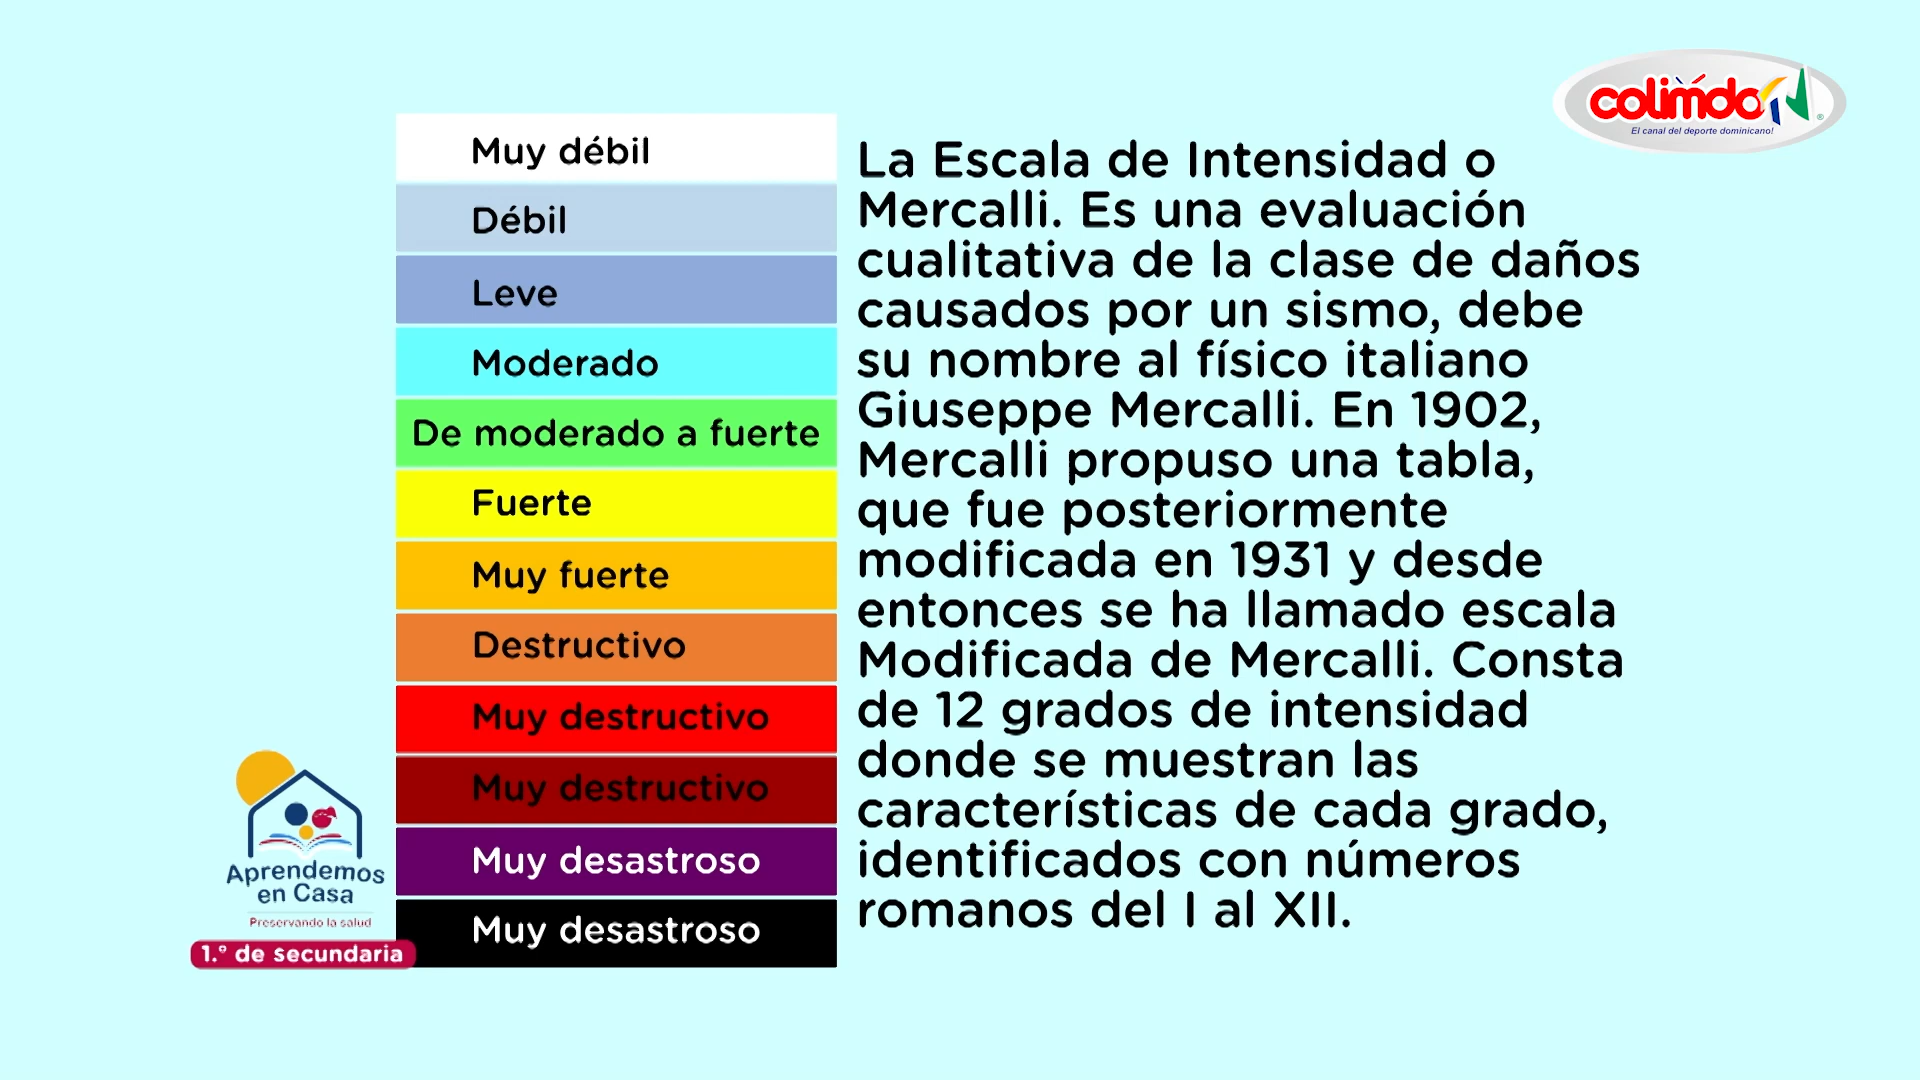 colimdo
El canal del deporte dominicano!
Muy débil
Débil
Leve
Moderado
De moderado a fuerte
Fuerte
Muy fuerte
Destructivo
Muy destructivo
Muy destructivo
Muy desastroso
Muy desastroso
La Escala de Intensidad o
Mercalli. Es una evaluación
cualitativa de la clase de daños
causados por un sismo, debe
su nombre al físico italiano
Giuseppe Mercalli. En 1902,
Mercalli propuso una tabla,
que fue posteriormente
modificada en 1931 y desde
entonces se ha llamado escala
Modificada de Mercalli. Consta
de 12 grados de intensidad
donde se muestran las
características de cada grado,
identificados con números
romanos del I al XII.
Aprendemos
en Casa
Preservando la salud
1.° de secundaria